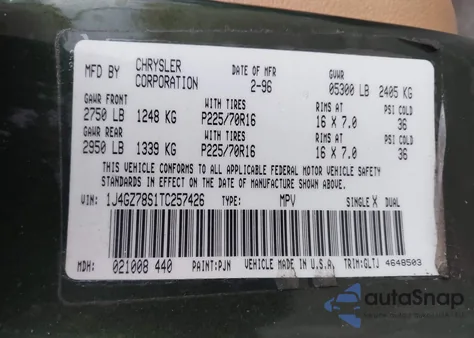 MFD BY CHRYSLER CORPORATION DATE OF MFR 2-96 GVWR 05300 LB 2405 KG
GAWR FRONT WITH TIRES RIMS AT PSI COLD
2750 LB 1248 KG P225/70R16 16 X 7.0 36
GAWR REAR WITH TIRES RIMS AT PSI COLD
2950 LB 1339 KG P225/70R16 16 X 7.0 36
THIS VEHICLE CONFORMS TO ALL APPLICABLE FEDERAL MOTOR VEHICLE SAFETY
STANDARDS IN EFFECT ON THE DATE OF MANUFACTURE SHOWN ABOVE.
VIN: 1J4GZ78S1TC257426 TYPE: MPV SINGLE X DUAL
MDH: 021008 440 PAINT:PJN VEHICLE MADE IN U.S.A. TRIM:GLTJ 4648503
autaSnap